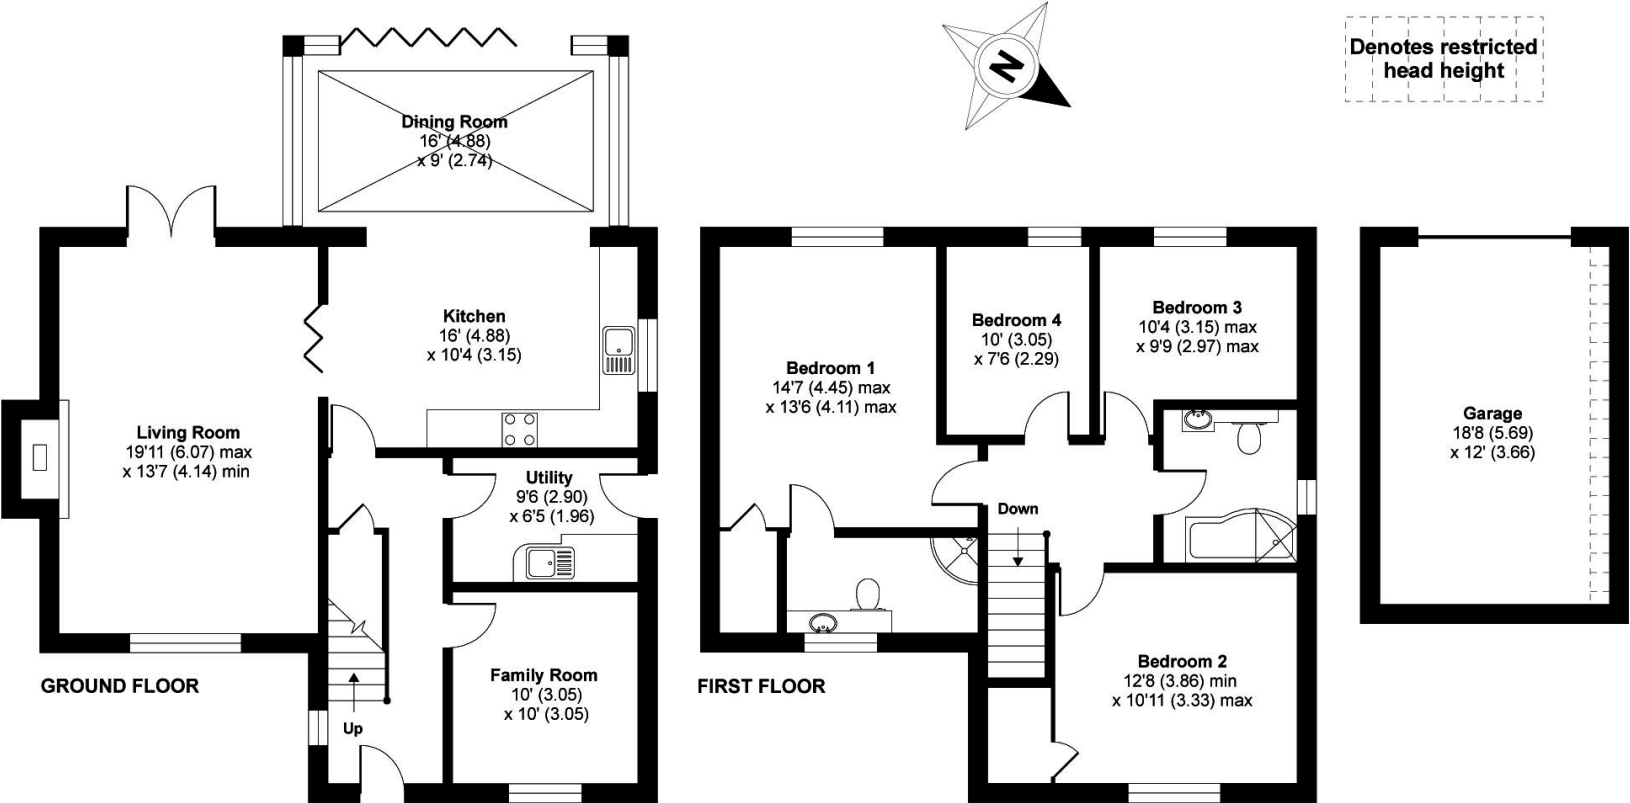 Dining Room
16' (4.88)
x 9' (2.74)
Kitchen
16' (4.88)
x 10'4 (3.15)
Living Room
19'11 (6.07) max
x 13'7 (4.14) min
Utility
9'6 (2.90)
x 6'5 (1.96)
Family Room
10' (3.05)
x 10' (3.05)
Up
GROUND FLOOR
N
Denotes restricted
head height
Bedroom 1
14'7 (4.45) max
x 13'6 (4.11) max
Bedroom 4
10' (3.05)
x 7'6 (2.29)
Bedroom 3
10'4 (3.15) max
x 9'9 (2.97) max
Down
Bedroom 2
12'8 (3.86) min
x 10'11 (3.33) max
FIRST FLOOR
Garage
18'8 (5.69)
x 12' (3.66)